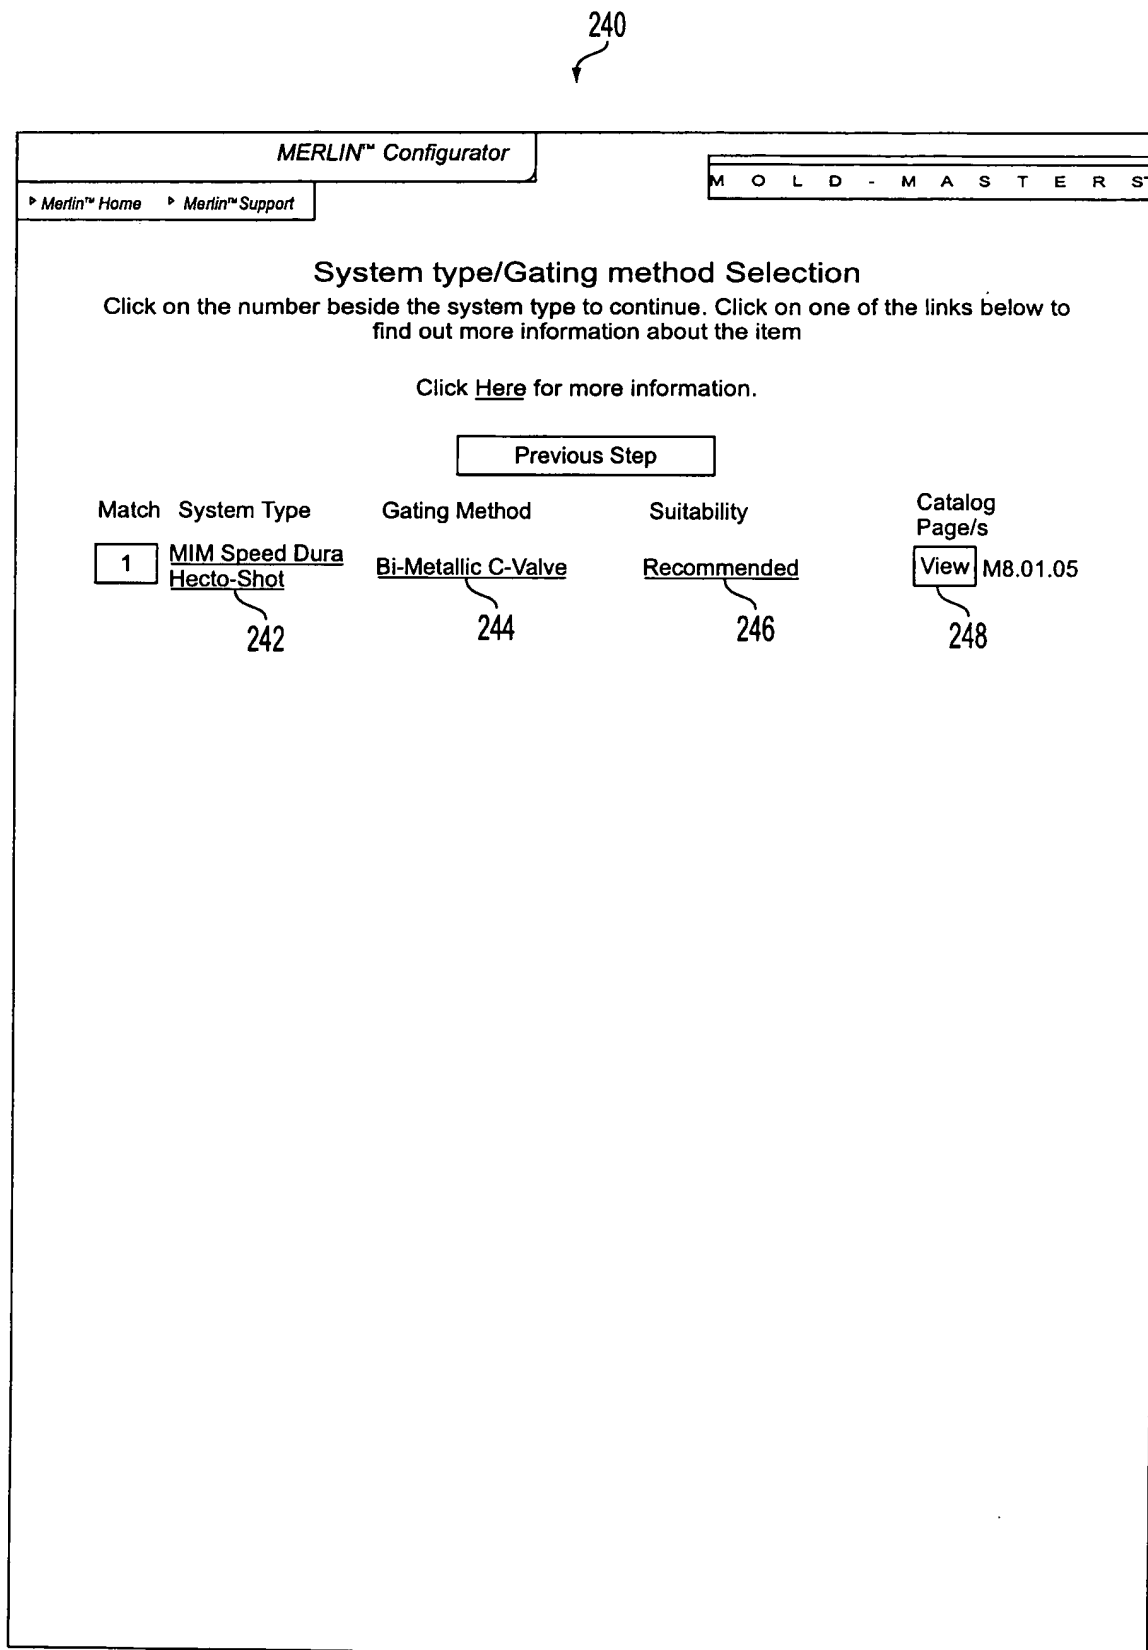 240
MERLIN™ Configurator
MOLD-MASTERS
Merlin™ Home Merlin™ Support
System type/Gating method Selection
Click on the number beside the system type to continue. Click on one of the links below to
find out more information about the item
Click Here for more information.
Previous Step
Match System Type Gating Method Suitability Catalog
Page/s
1 MIM Speed Dura
Hecto-Shot Bi-Metallic C-Valve Recommended View M8.01.05
242 244 246 248